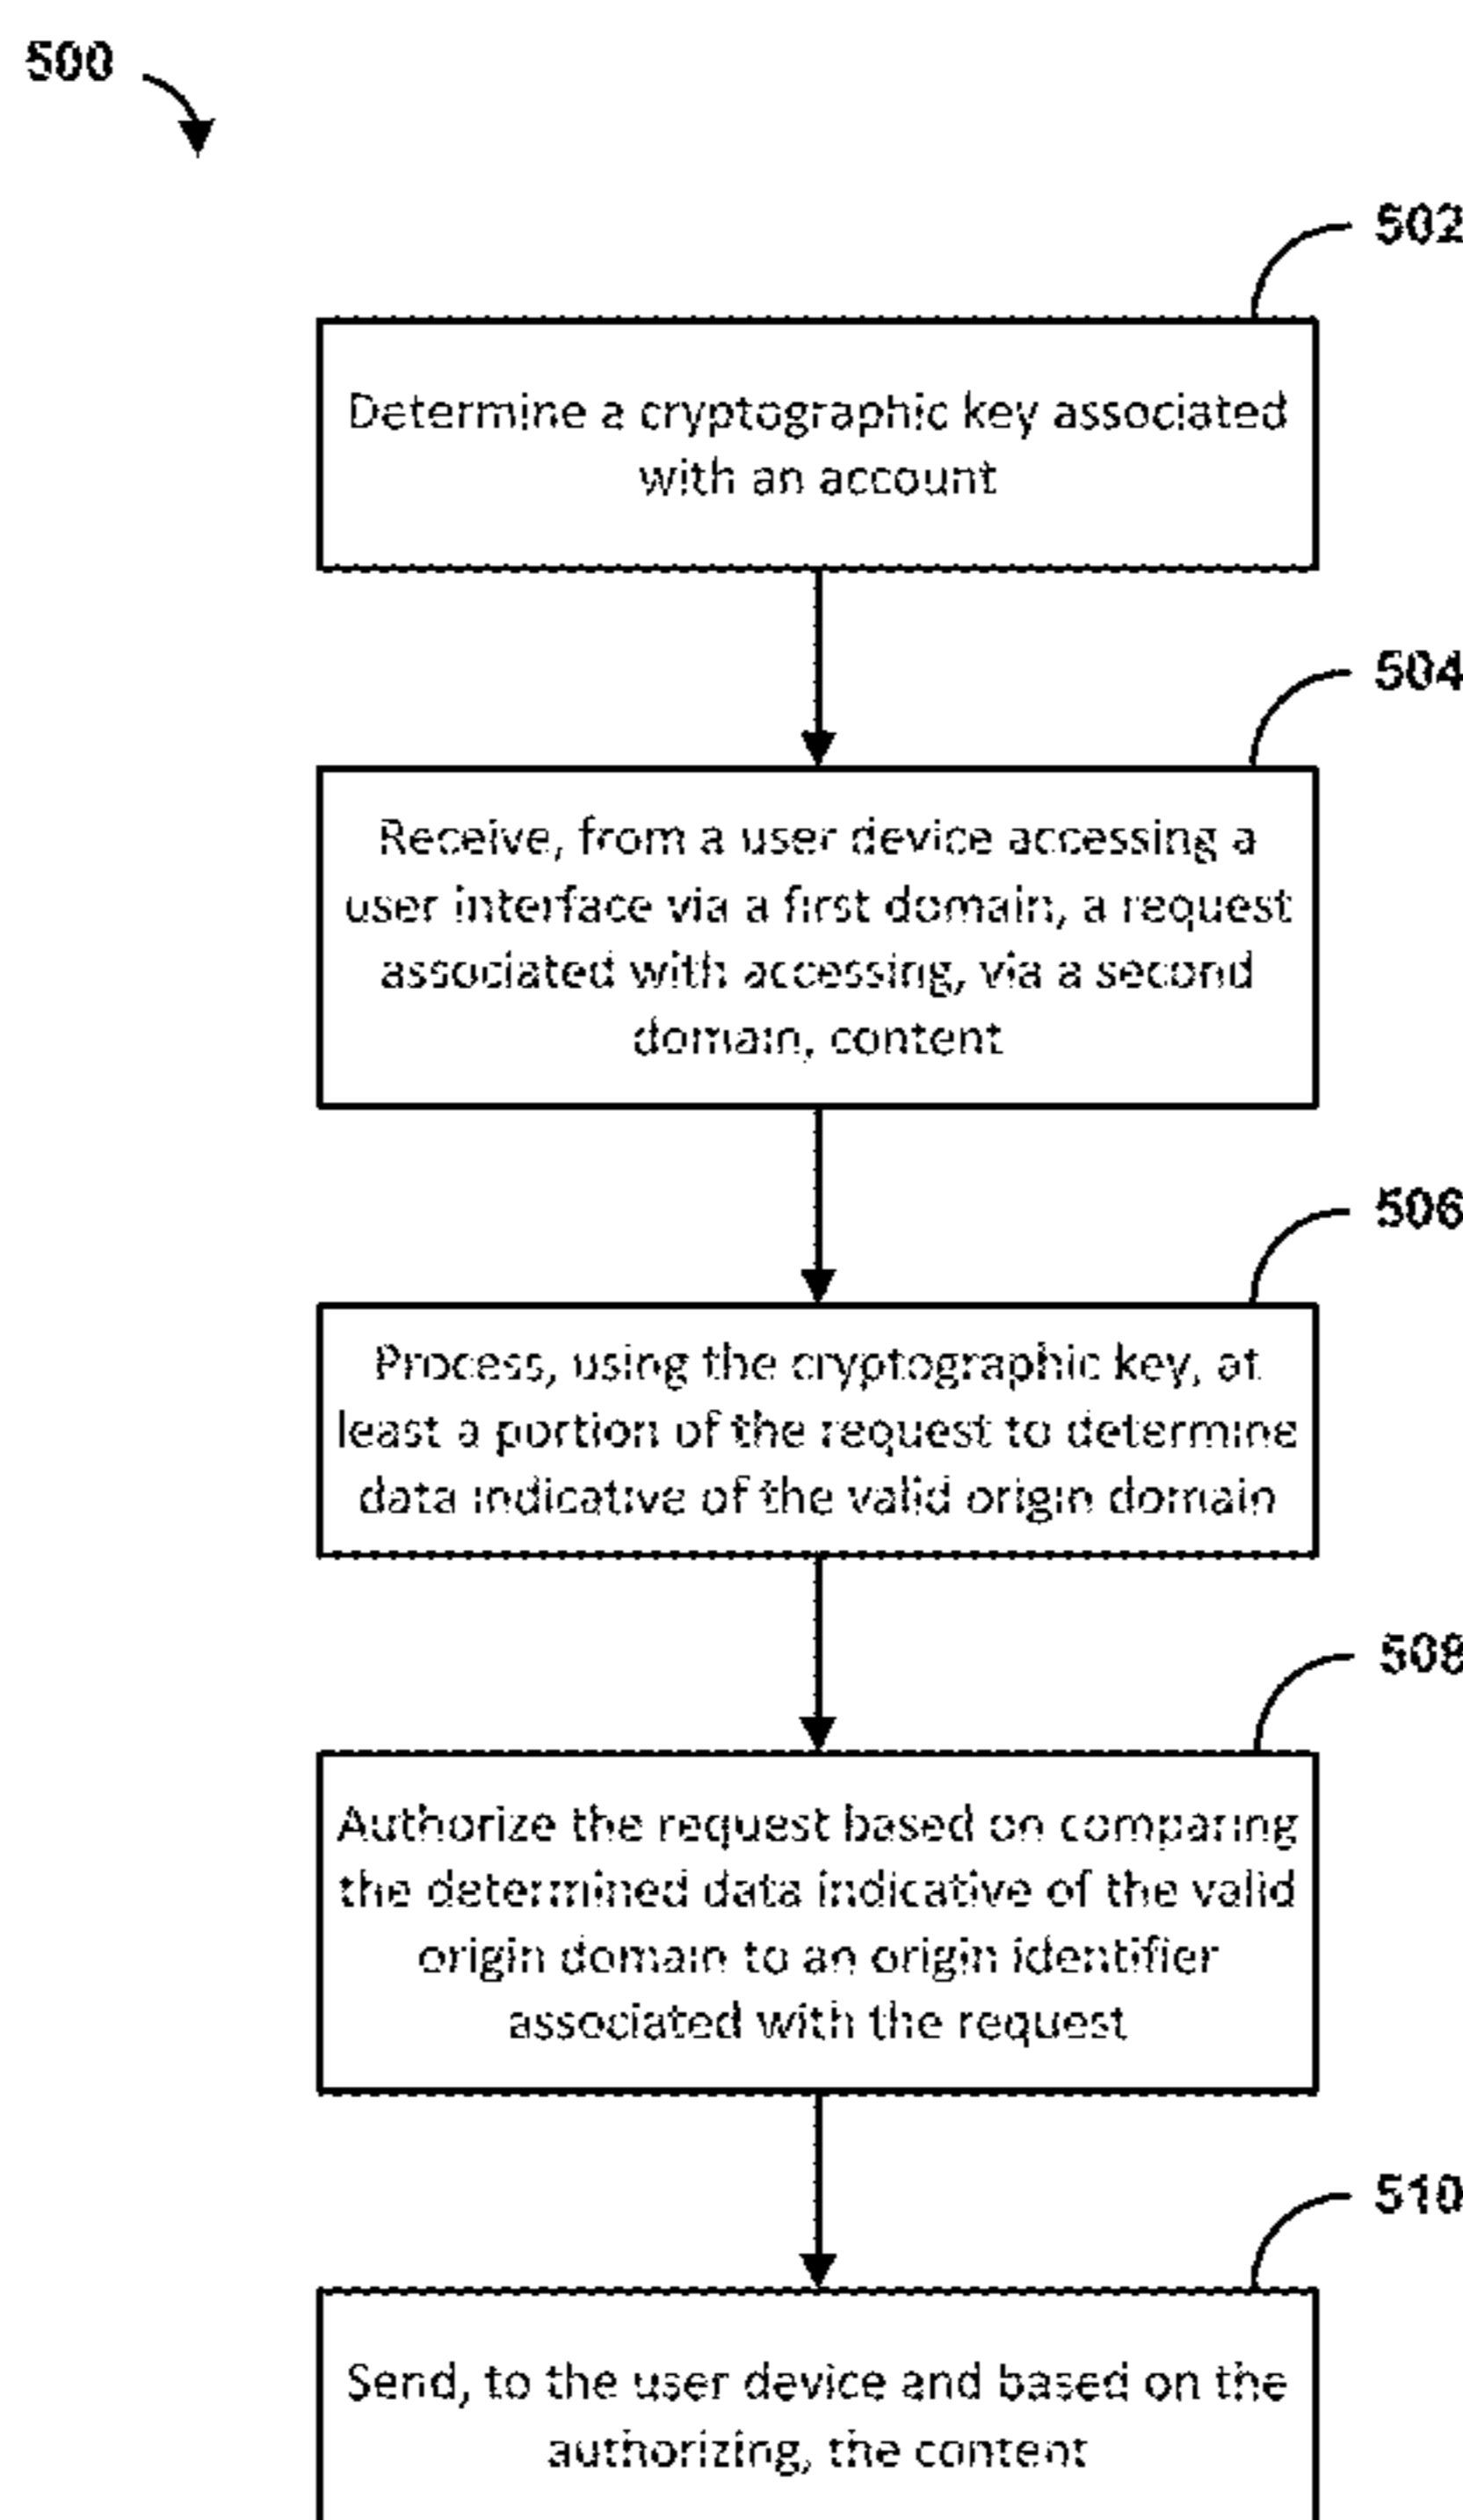 500
502
Determine a cryptographic key associated
with an account
504
Receive, from a user device accessing a
user interface via a first domain, a request
associated with accessing, via a second
domain, content
506
Process, using the cryptographic key, at
least a portion of the request to determine
data indicative of the valid origin domain
508
Authorize the request based on comparing
the determined data indicative of the valid
origin domain to an origin identifier
associated with the request
510
Send, to the user device and based on the
authorizing, the content